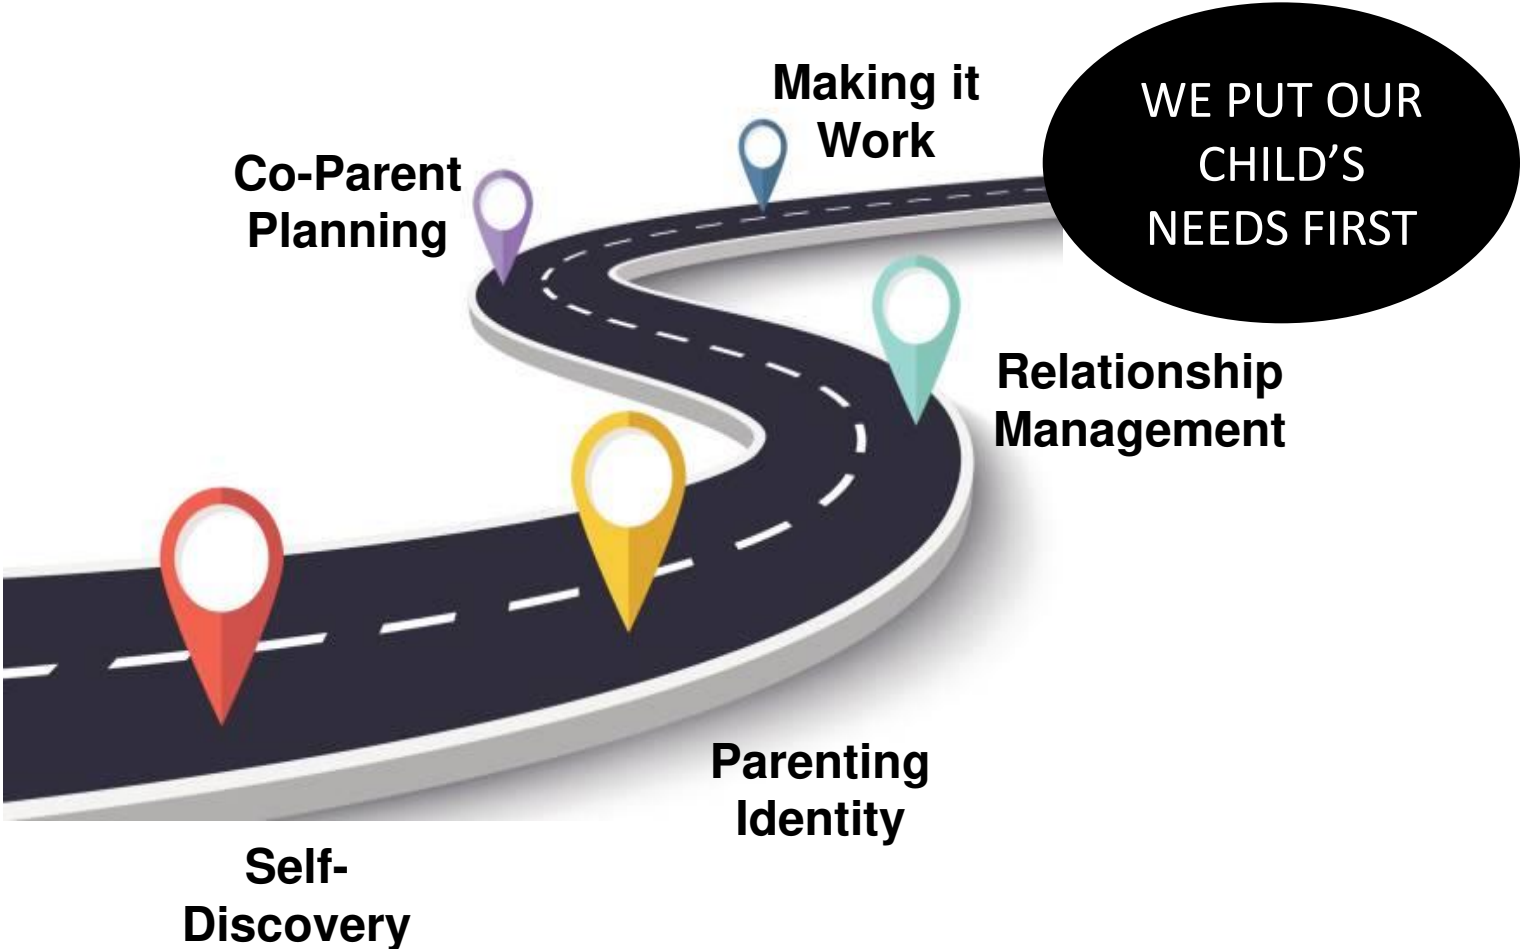 Making it
Work
WE PUT OUR
CHILD’S
NEEDS FIRST
Co-Parent
Planning
Relationship
Management
Parenting
Identity
Self-
Discovery